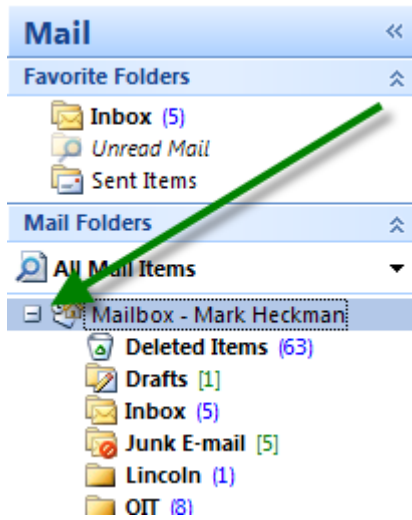 Mail
Favorite Folders
Inbox (5)
Unread Mail
Sent Items
Mail Folders
All Mail Items
Mailbox - Mark Heckman
Deleted Items (63)
Drafts [1]
Inbox (5)
Junk E-mail [5]
Lincoln (1)
OIT (8)